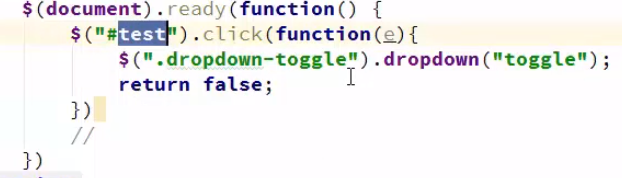 $(document).ready(function() {
$("#test").click(function(e){
$(".dropdown-toggle").dropdown("toggle");
return false;
})
//
})